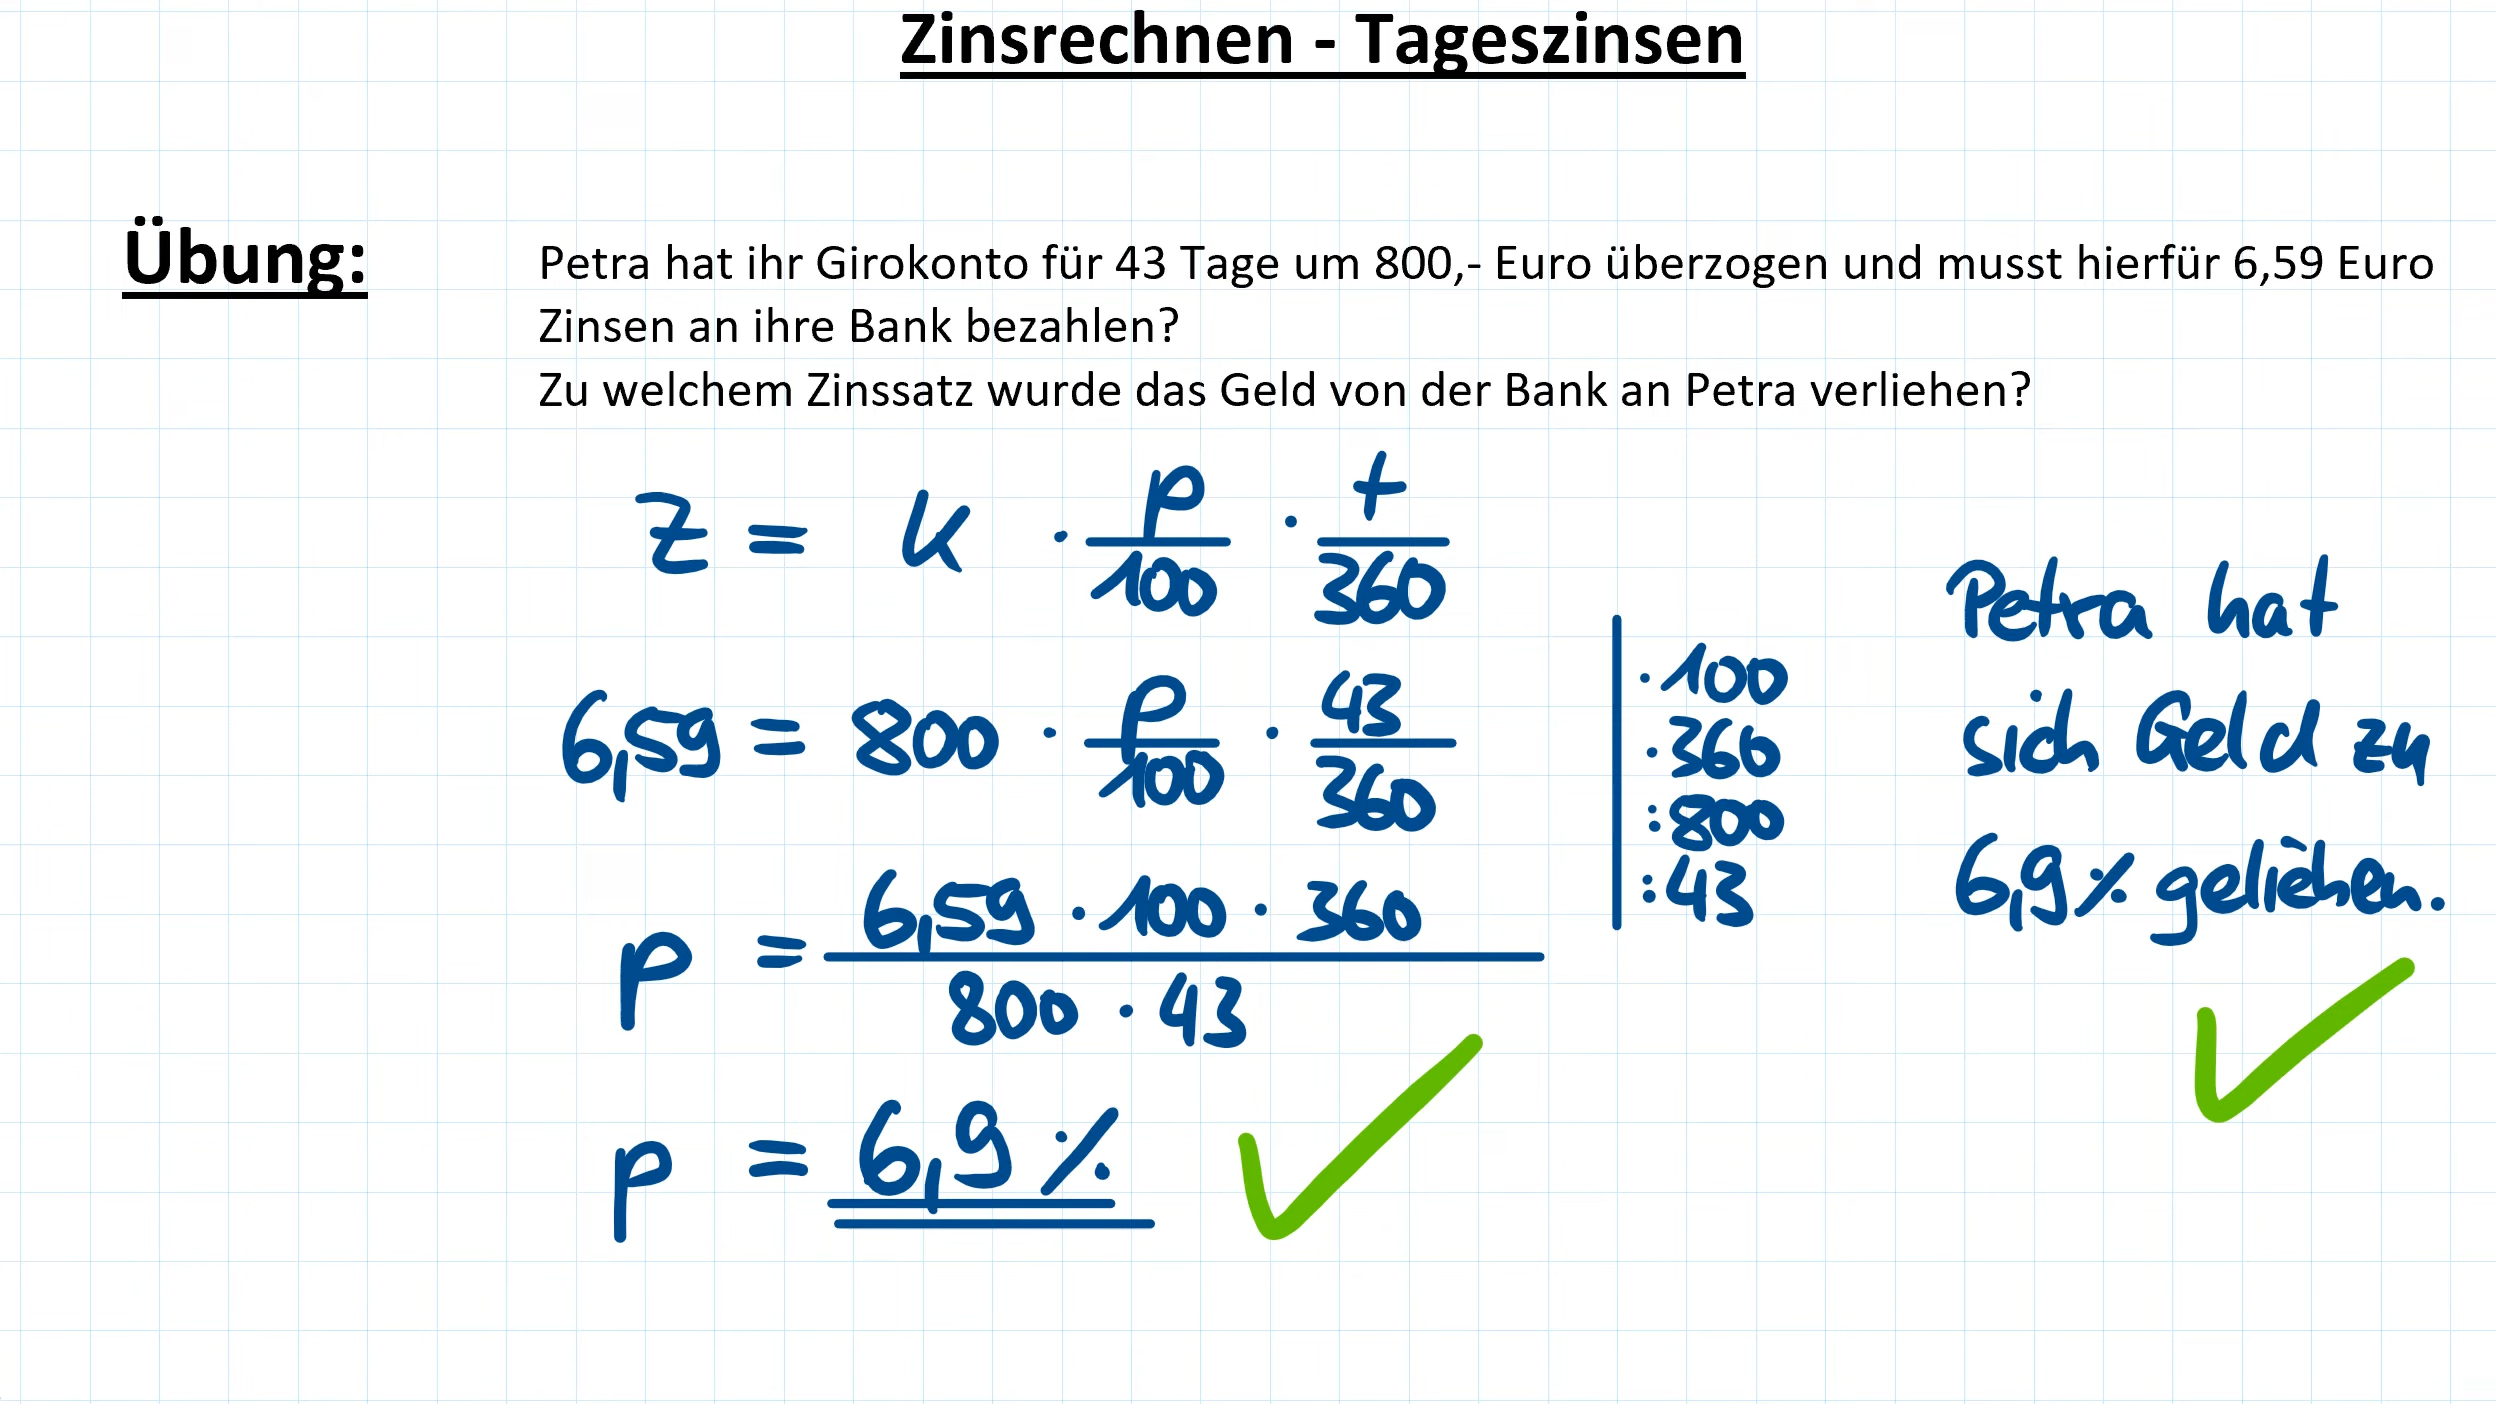 Zinsrechnen - Tageszinsen
Übung:
Petra hat ihr Girokonto für 43 Tage um 800,- Euro überzogen und musst hierfür 6,59 Euro
Zinsen an ihre Bank bezahlen?
Zu welchem Zinssatz wurde das Geld von der Bank an Petra verliehen?
Z = K · p/100 · t/360
6,59 = 800 · p/100 · 43/360
· 100
· 360
: 800
: 43
p = 6,59 · 100 · 360 / 800 · 43
p = 6,9 %
Petra hat
sich Geld zu
6,9 % geliehen.